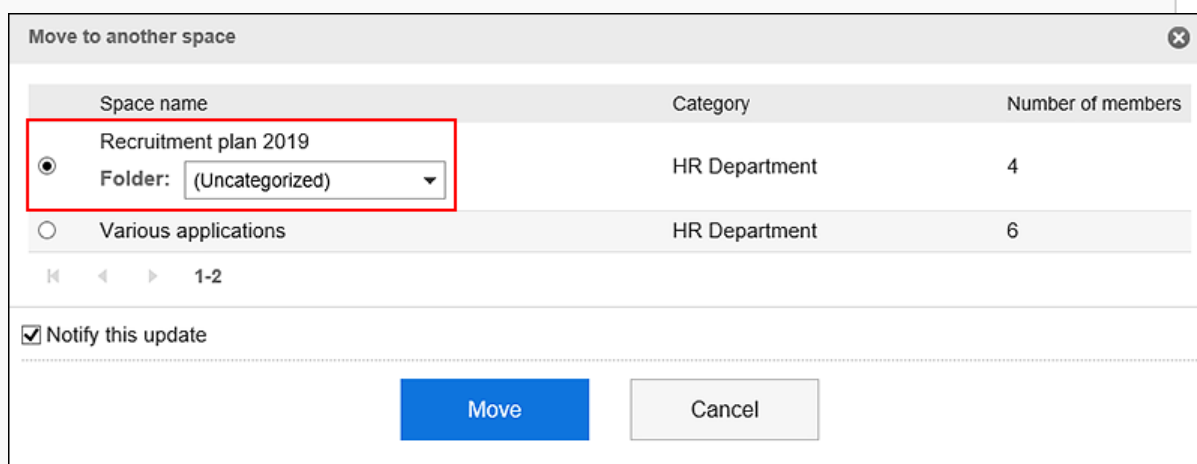 Move to another space
Space name Category Number of members
Recruitment plan 2019
Folder: (Uncategorized) HR Department 4
Various applications HR Department 6
1-2
Notify this update
Move Cancel